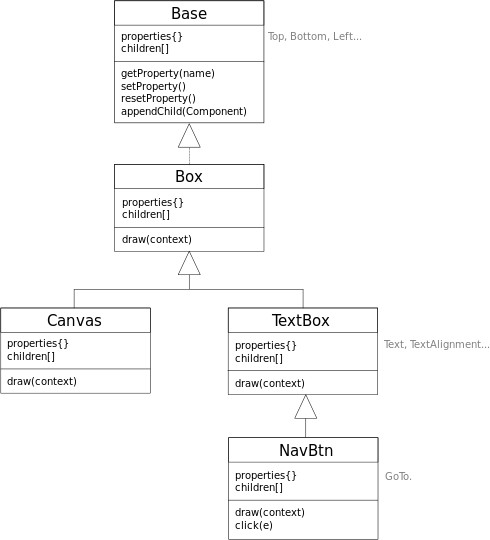 Base
properties{}
children[]
Top, Bottom, Left...
getProperty(name)
setProperty()
resetProperty()
appendChild(Component)
Box
properties{}
children[]
draw(context)
Canvas
properties{}
children[]
draw(context)
TextBox
properties{}
children[]
Text, TextAlignment...
draw(context)
NavBtn
properties{}
children[]
GoTo.
draw(context)
click(e)